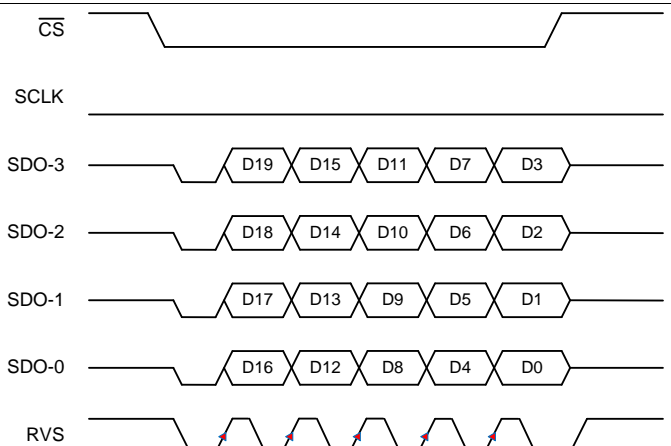 CS
SCLK
SDO-3 D19 D15 D11 D7 D3
SDO-2 D18 D14 D10 D6 D2
SDO-1 D17 D13 D9 D5 D1
SDO-0 D16 D12 D8 D4 D0
RVS